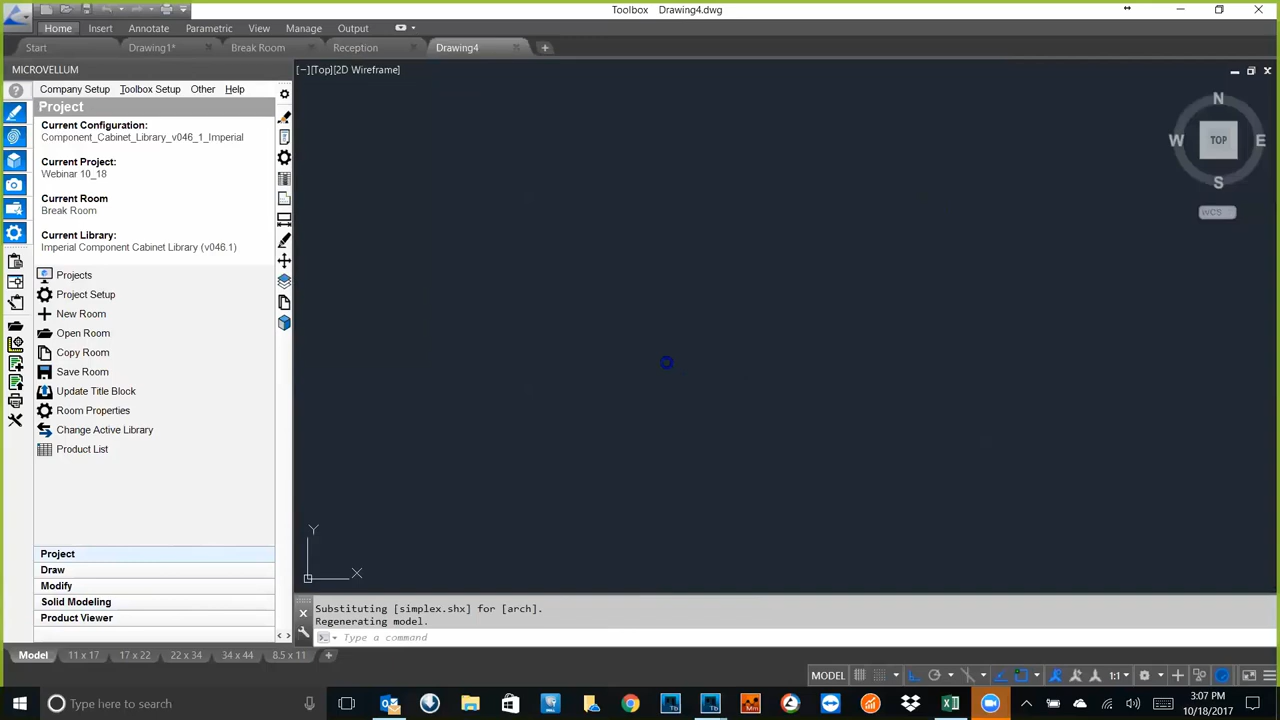 Toolbox Drawing4.dwg
Home Insert Annotate Parametric View Manage Output
Start Drawing1* Break Room Reception Drawing4
MICROVELLUM
[−][Top][2D Wireframe]
Company Setup Toolbox Setup Other Help
Project
Current Configuration:
Component_Cabinet_Library_v046_1_Imperial
Current Project:
Webinar 10_18
Current Room
Break Room
Current Library:
Imperial Component Cabinet Library (v046.1)
Projects
Project Setup
New Room
Open Room
Copy Room
Save Room
Update Title Block
Room Properties
Change Active Library
Product List
Project
Draw
Modify
Solid Modeling
Product Viewer
N
W TOP E
S
WCS
Y
X
Substituting [simplex.shx] for [arch].
Regenerating model.
Type a command
Model 11 x 17 17 x 22 22 x 34 34 x 44 8.5 x 11
MODEL 1:1
Type here to search
3:07 PM
10/18/2017